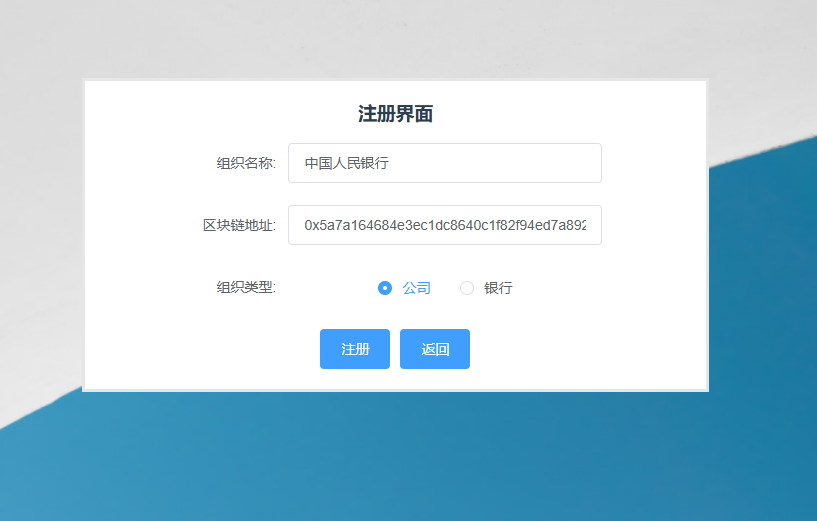 注册界面
组织名称: 中国人民银行
区块链地址: 0x5a7a164684e3ec1dc8640c1f82f94ed7a892
组织类型: 公司 银行
注册 返回